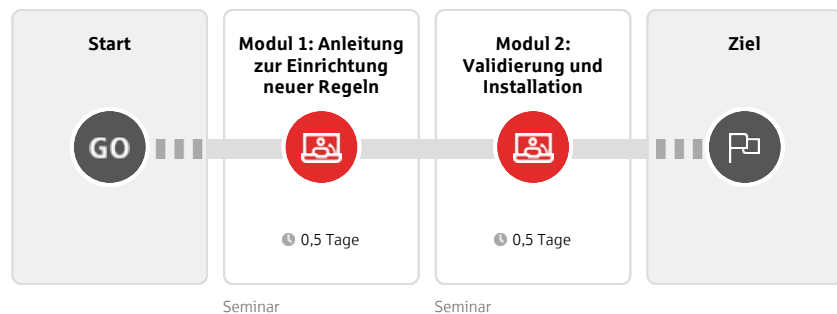 Start
Modul 1: Anleitung
zur Einrichtung
neuer Regeln
Modul 2:
Validierung und
Installation
Ziel
GO
0,5 Tage
0,5 Tage
Seminar
Seminar